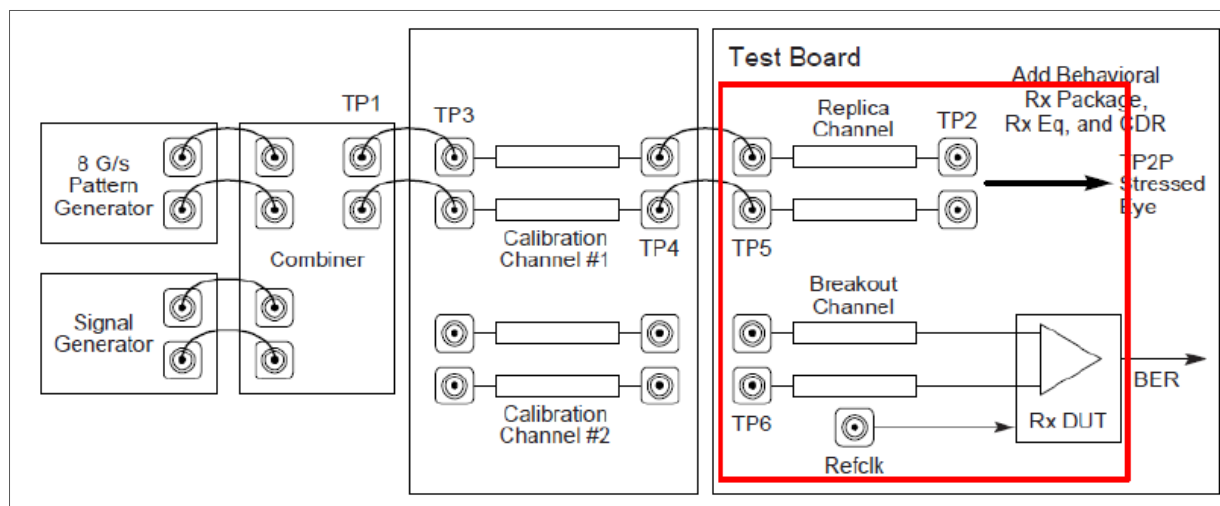 Test Board
Add Behavioral
Rx Package,
Rx Eq, and CDR
TP1
TP3
Replica
Channel
TP2
8 G/s
Pattern
Generator
TP2P
Stressed
Eye
Combiner
Calibration
Channel #1
TP4
TP5
Signal
Generator
Breakout
Channel
BER
Calibration
Channel #2
TP6
Rx DUT
Refclk